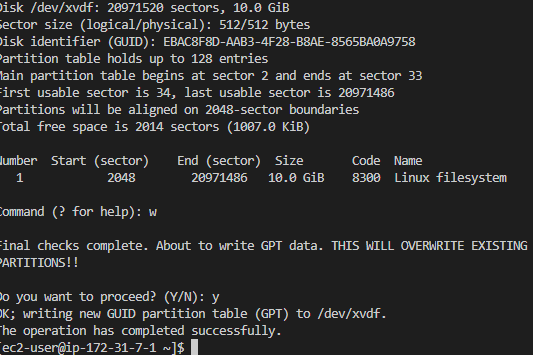 Disk /dev/xvdf: 20971520 sectors, 10.0 GiB
Sector size (logical/physical): 512/512 bytes
Disk identifier (GUID): EBAC8F8D-AAB3-4F28-B8AE-8565BA0A9758
Partition table holds up to 128 entries
Main partition table begins at sector 2 and ends at sector 33
First usable sector is 34, last usable sector is 20971486
Partitions will be aligned on 2048-sector boundaries
Total free space is 2014 sectors (1007.0 KiB)
Number  Start (sector)    End (sector)  Size       Code  Name
   1            2048        20971486   10.0 GiB    8300  Linux filesystem
Command (? for help): w
Final checks complete. About to write GPT data. THIS WILL OVERWRITE EXISTING
PARTITIONS!!
Do you want to proceed? (Y/N): y
OK; writing new GUID partition table (GPT) to /dev/xvdf.
The operation has completed successfully.
[ec2-user@ip-172-31-7-1 ~]$